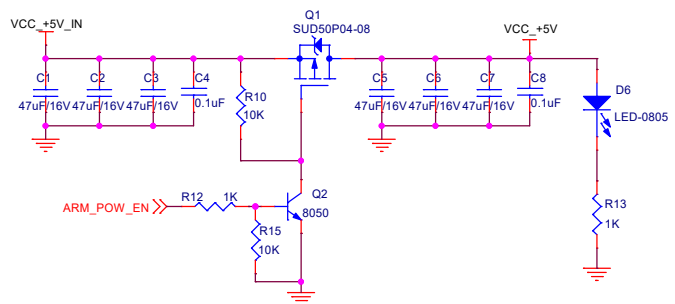 Q1
VCC_+5V_IN
SUD50P04-08
VCC_+5V
C1
C2
C3
C4
C5
C6
C7
C8
D6
47uF/16V
47uF/16V
47uF/16V
0.1uF
R10
10K
47uF/16V
47uF/16V
47uF/16V
0.1uF
LED-0805
R12
1K
Q2
ARM_POW_EN
8050
R13
1K
R15
10K